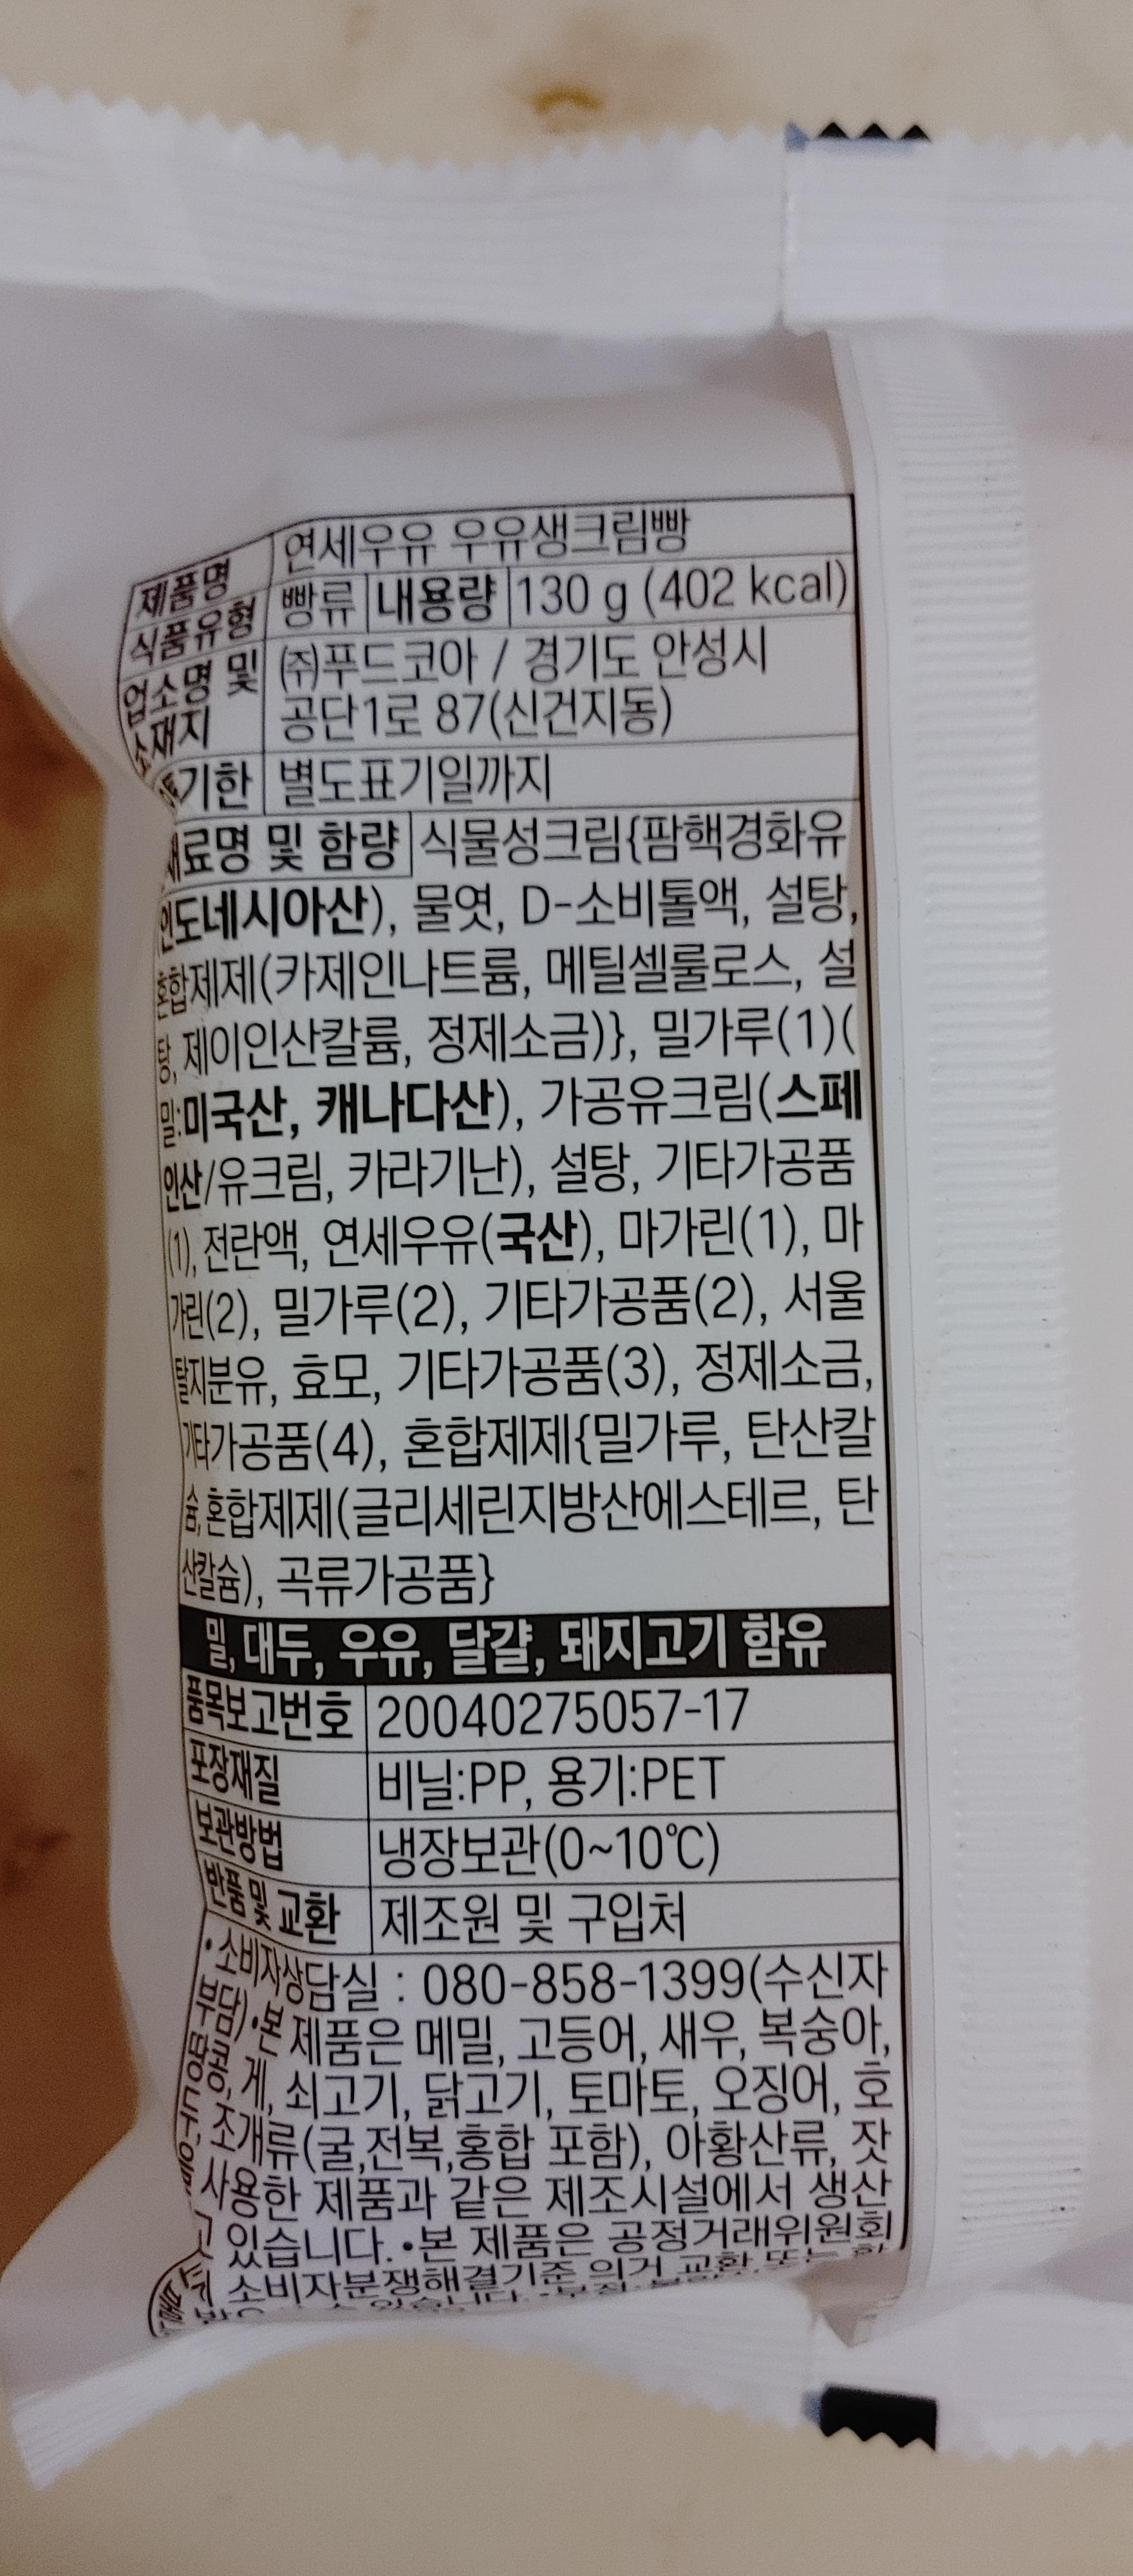 제품명 연세우유 우유생크림빵
식품유형 빵류 내용량 130 g (402 kcal)
업소명 및 소재지 (주)푸드코아 / 경기도 안성시
공단1로 87(신건지동)
기한 별도표기일까지
재료명 및 함량 식물성크림{팜핵경화유
인도네시아산), 물엿, D-소비톨액, 설탕,
혼합제제(카제인나트륨, 메틸셀룰로스, 설
탕, 제이인산칼륨, 정제소금)}, 밀가루(1)(
밀:미국산, 캐나다산), 가공유크림(스페
인산/유크림, 카라기난), 설탕, 기타가공품
(1), 전란액, 연세우유(국산), 마가린(1), 마
가린(2), 밀가루(2), 기타가공품(2), 서울
탈지분유, 효모, 기타가공품(3), 정제소금,
기타가공품(4), 혼합제제{밀가루, 탄산칼
슘, 혼합제제(글리세린지방산에스테르, 탄
산칼슘), 곡류가공품}
밀, 대두, 우유, 달걀, 돼지고기 함유
품목보고번호 20040275057-17
포장재질 비닐:PP, 용기:PET
보관방법 냉장보관(0~10℃)
반품 및 교환 제조원 및 구입처
•소비자상담실 : 080-858-1399(수신자
부담) •본 제품은 메밀, 고등어, 새우, 복숭아,
땅콩, 게, 쇠고기, 닭고기, 토마토, 오징어, 호
두, 조개류(굴,전복,홍합 포함), 아황산류, 잣
사용한 제품과 같은 제조시설에서 생산
고 있습니다. •본 제품은 공정거래위원회
소비자분쟁해결기준 의거 교환 또는